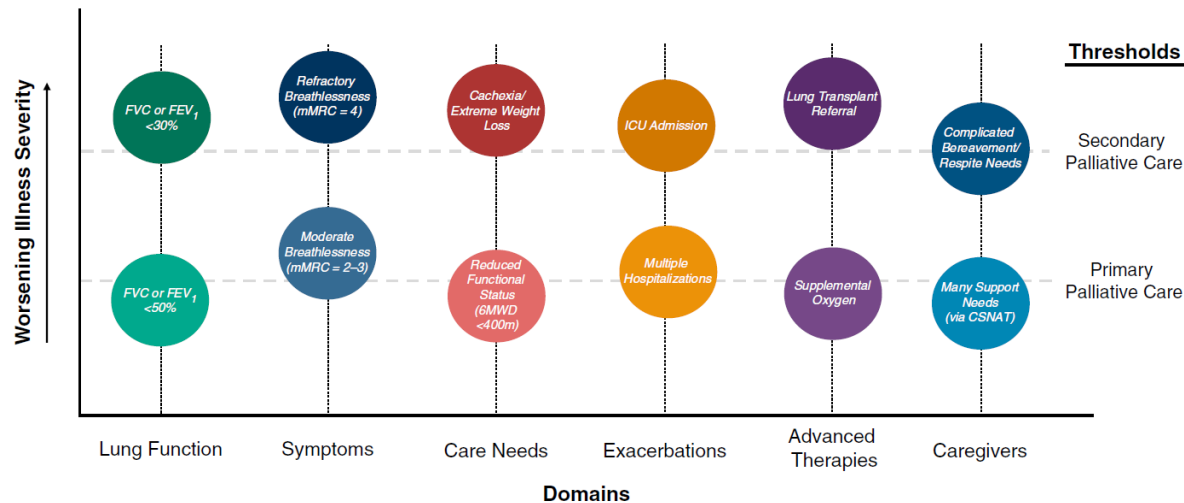 Worsening Illness Severity
Thresholds
FVC or FEV₁
<30%
Refractory
Breathlessness
(mMRC = 4)
Cachexia/
Extreme Weight
Loss
ICU Admission
Lung Transplant
Referral
Complicated
Bereavement/
Respite Needs
Secondary
Palliative Care
FVC or FEV₁
<50%
Moderate
Breathlessness
(mMRC = 2–3)
Reduced
Functional
Status
(6MWD
<400m)
Multiple
Hospitalizations
Supplemental
Oxygen
Many Support
Needs
(via CSNAT)
Primary
Palliative Care
Lung Function
Symptoms
Care Needs
Exacerbations
Advanced
Therapies
Caregivers
Domains